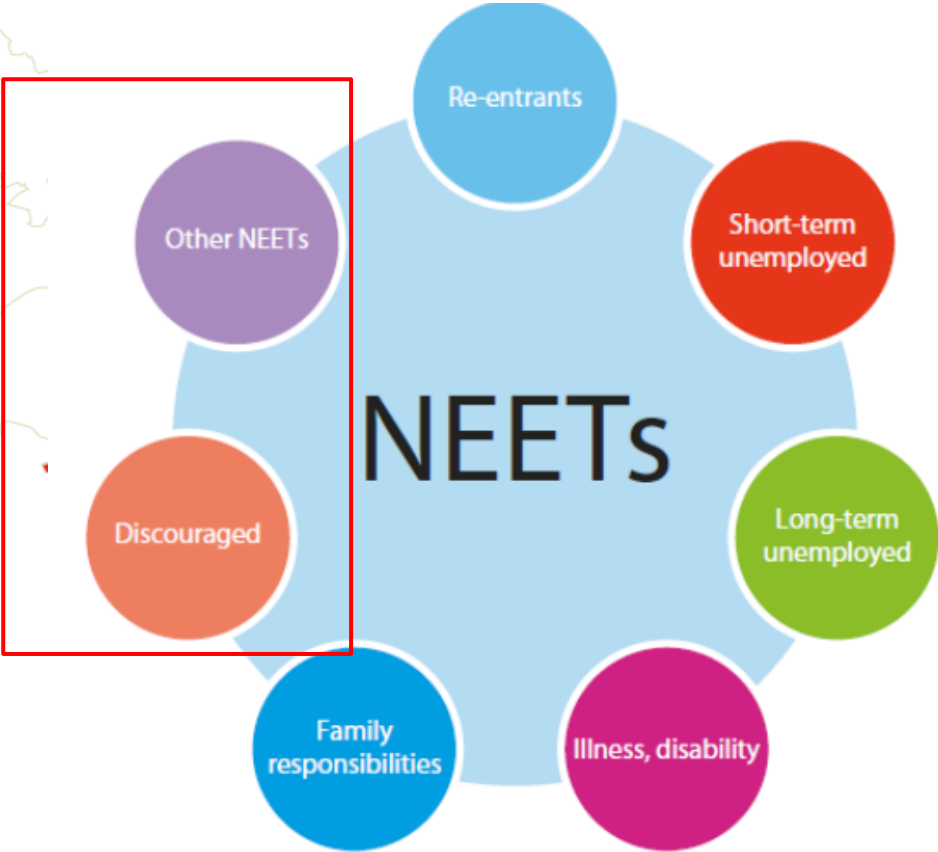 Re-entrants
Other NEETs
Short-term
unemployed
NEETs
Discouraged
Long-term
unemployed
Family
responsibilities
Illness, disability